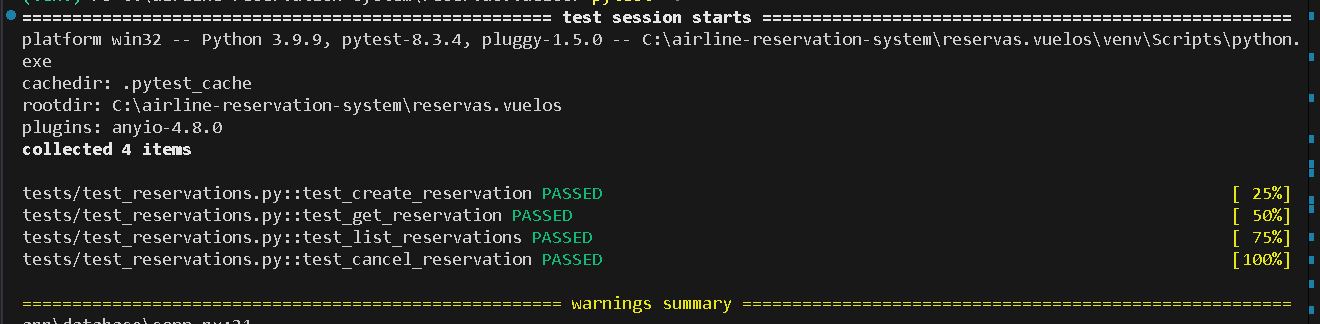 ============================================================ test session starts ============================================================
platform win32 -- Python 3.9.9, pytest-8.3.4, pluggy-1.5.0 -- C:\airline-reservation-system\reservas.vuelos\venv\Scripts\python.
exe
cachedir: .pytest_cache
rootdir: C:\airline-reservation-system\reservas.vuelos
plugins: anyio-4.8.0
collected 4 items
tests/test_reservations.py::test_create_reservation PASSED [ 25%]
tests/test_reservations.py::test_get_reservation PASSED [ 50%]
tests/test_reservations.py::test_list_reservations PASSED [ 75%]
tests/test_reservations.py::test_cancel_reservation PASSED [100%]
============================================================= warnings summary =============================================================